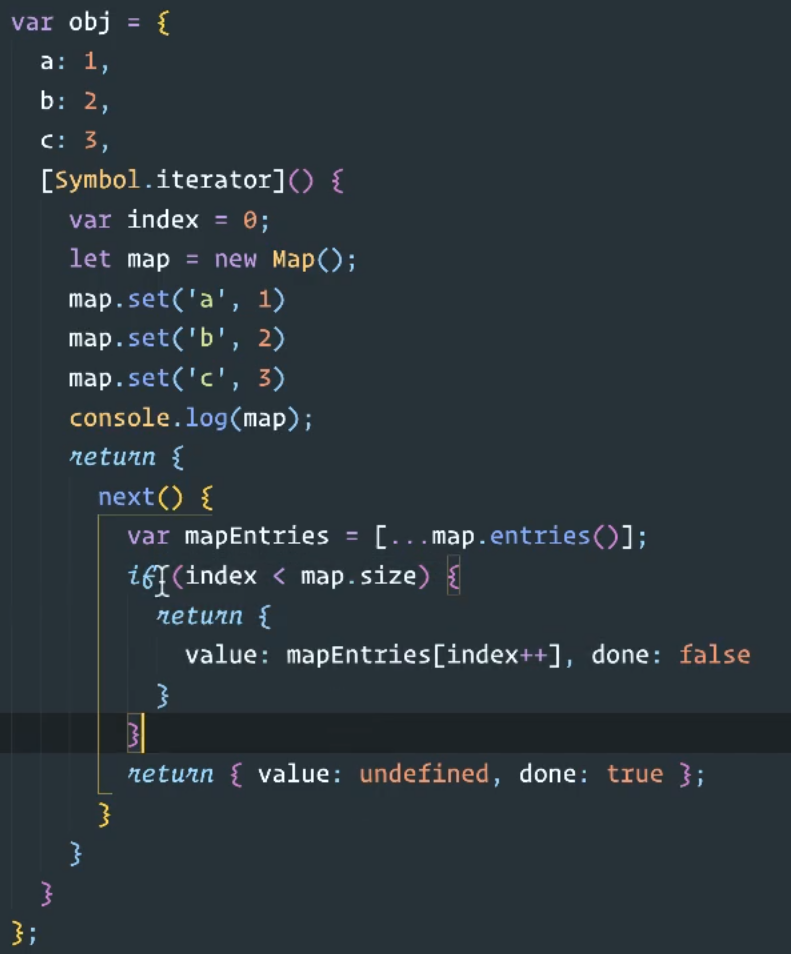 var obj = {
  a: 1,
  b: 2,
  c: 3,
  [Symbol.iterator]() {
    var index = 0;
    let map = new Map();
    map.set('a', 1)
    map.set('b', 2)
    map.set('c', 3)
    console.log(map);
    return {
      next() {
        var mapEntries = [...map.entries()];
        if (index < map.size) {
          return {
            value: mapEntries[index++], done: false
          }
        }
        return { value: undefined, done: true };
      }
    }
  }
};